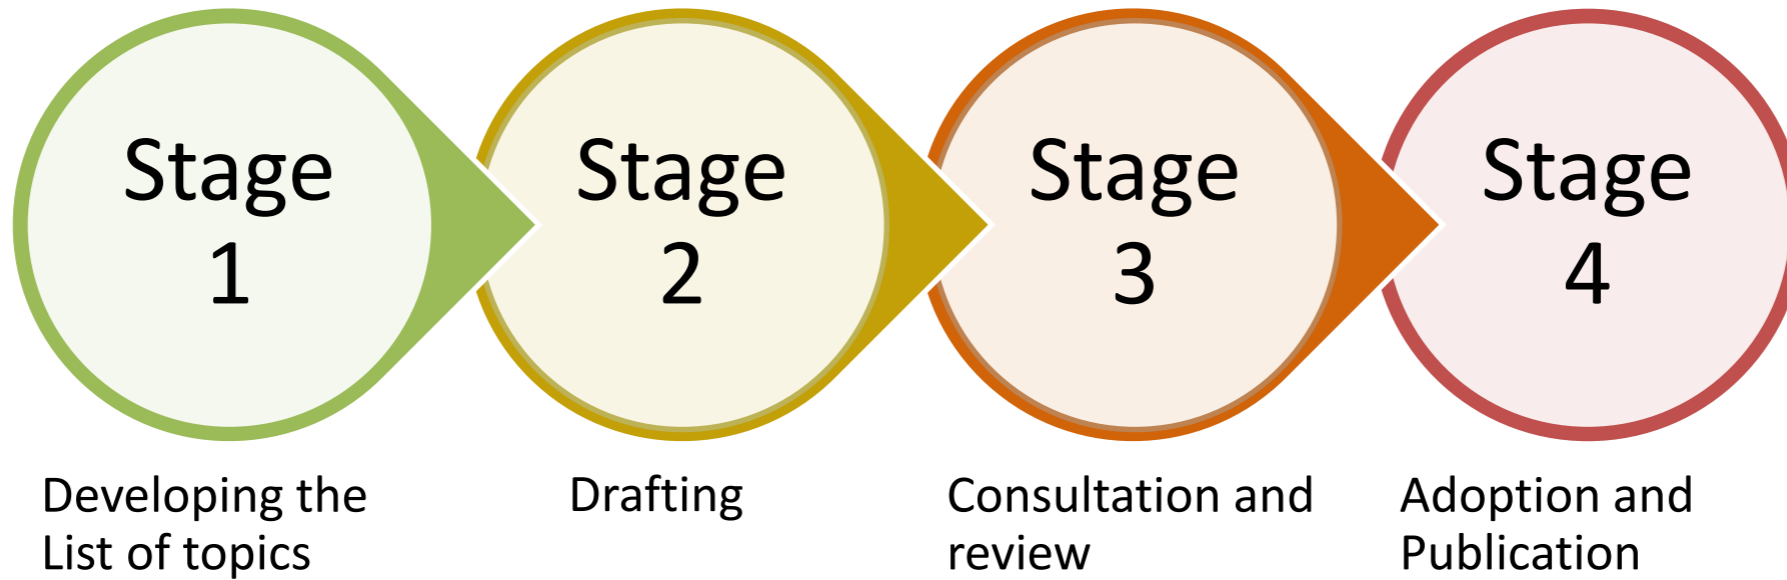 Stage
1
Stage
2
Stage
3
Stage
4
Developing the
List of topics
Drafting
Consultation and
review
Adoption and
Publication